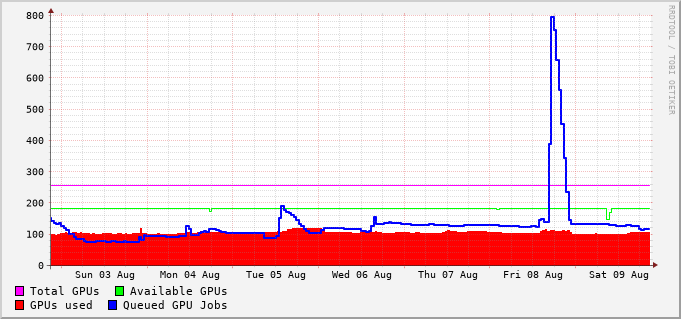 800
700
600
500
400
300
200
100
0
Sun 03 Aug Mon 04 Aug Tue 05 Aug Wed 06 Aug Thu 07 Aug Fri 08 Aug Sat 09 Aug
Total GPUs Available GPUs
GPUs used Queued GPU Jobs
RRDTOOL / TOBI OETIKER